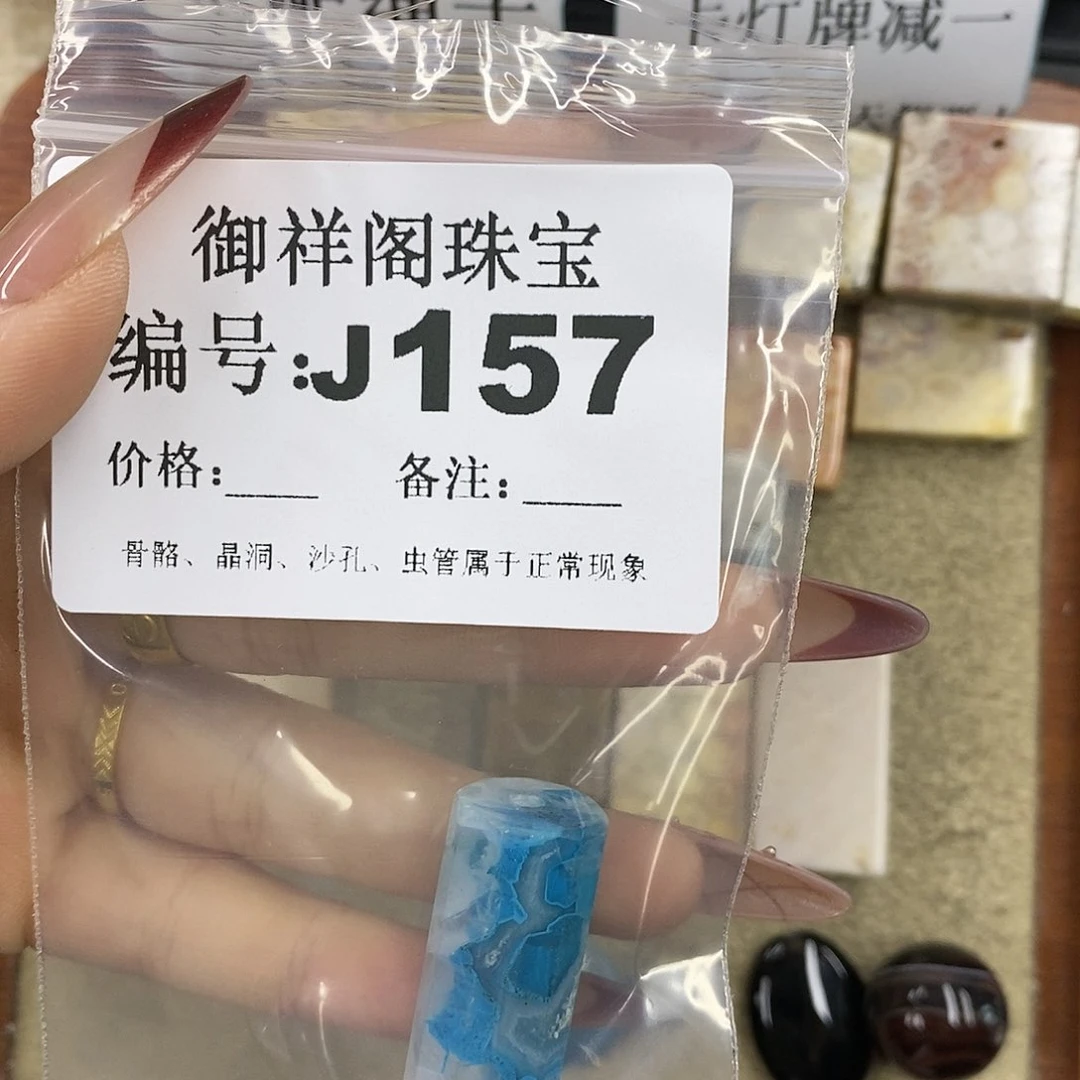 卡灯牌减一
御祥阁珠宝
编号:J157
价格:____ 备注:____
骨骼、晶洞、沙孔、虫管属于正常现象